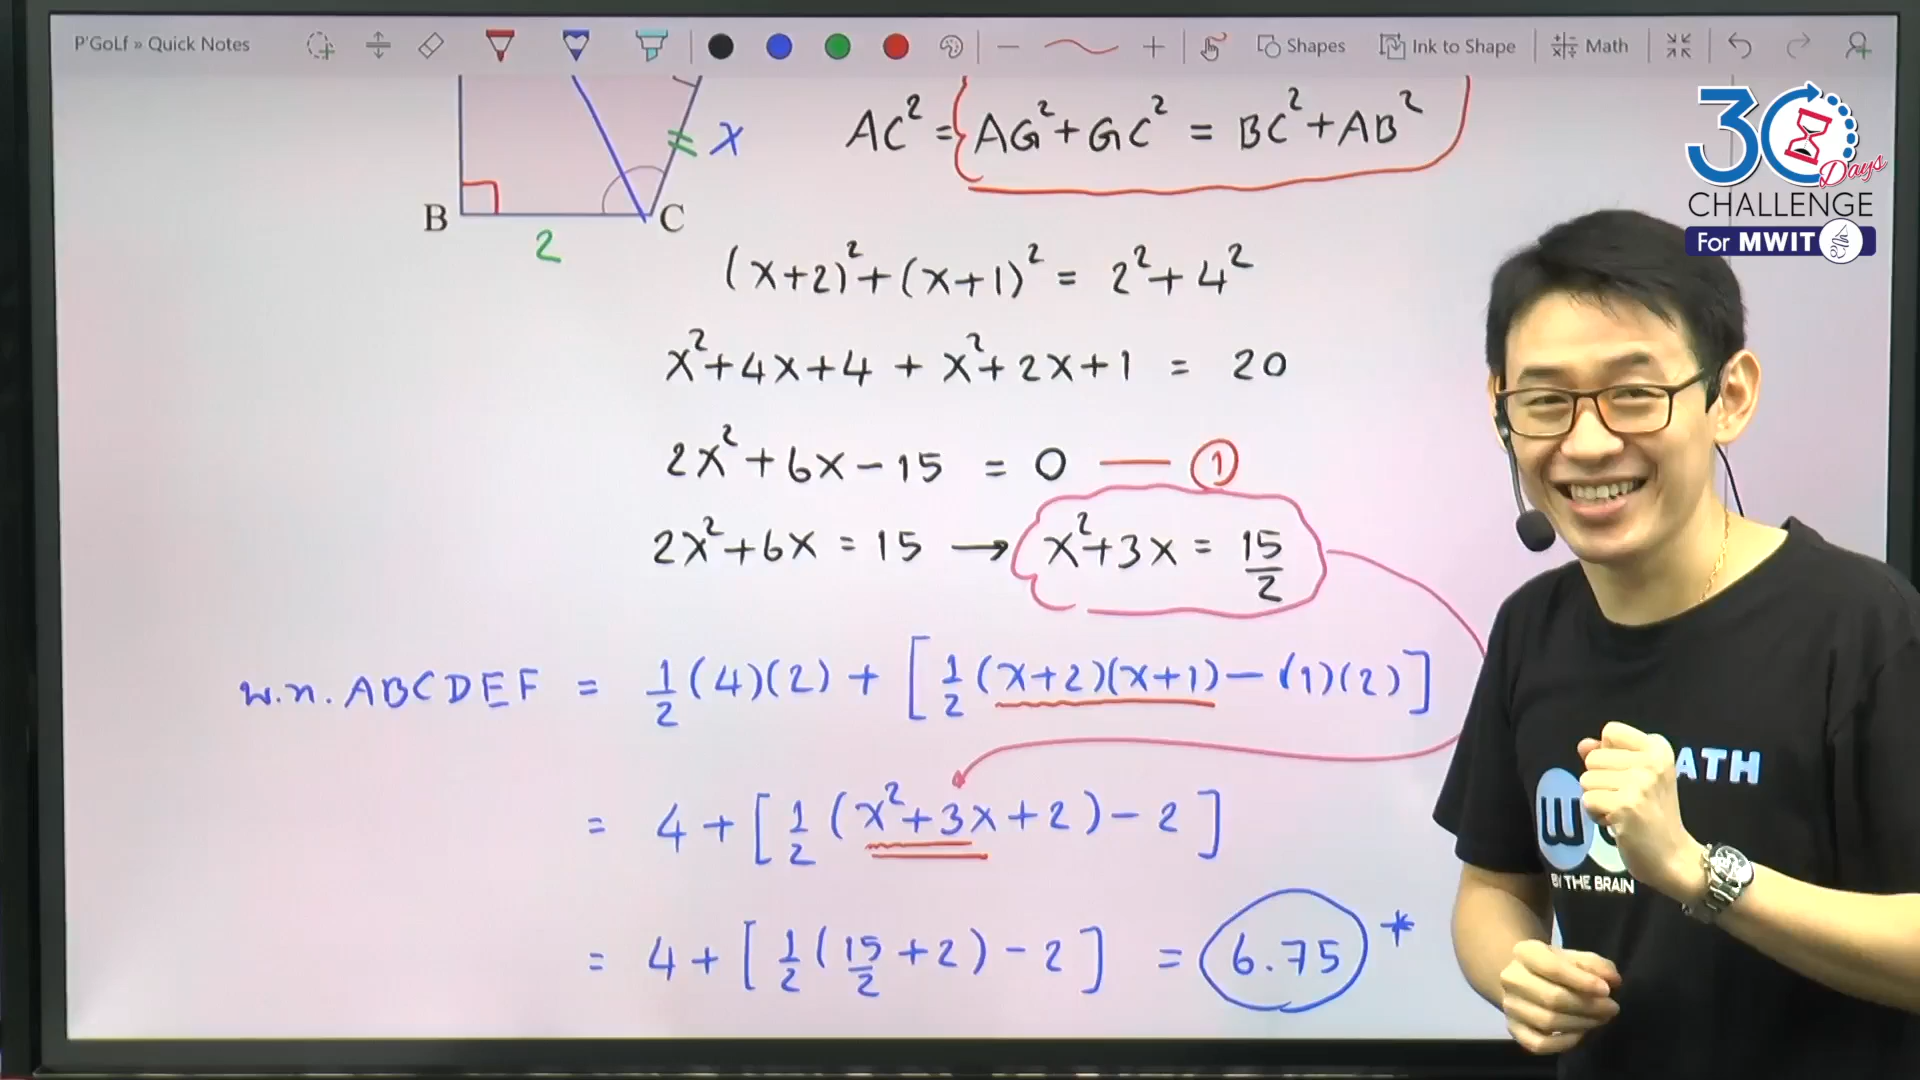 P'GoLf » Quick Notes
Shapes
Ink to Shape
Math
30 Days
CHALLENGE
For MWIT
AC² = AG² + GC² = BC² + AB²
x
B
C
2
(x+2)² + (x+1)² = 2² + 4²
x² + 4x + 4 + x² + 2x + 1 = 20
2x² + 6x - 15 = 0 — ①
2x² + 6x = 15 → x² + 3x = 15/2
พ.ท. ABCDEF = 1/2 (4)(2) + [1/2 (x+2)(x+1) - (1)(2)]
= 4 + [1/2 (x² + 3x + 2) - 2]
= 4 + [1/2 (15/2 + 2) - 2] = 6.75 *
ATH
BY THE BRAIN